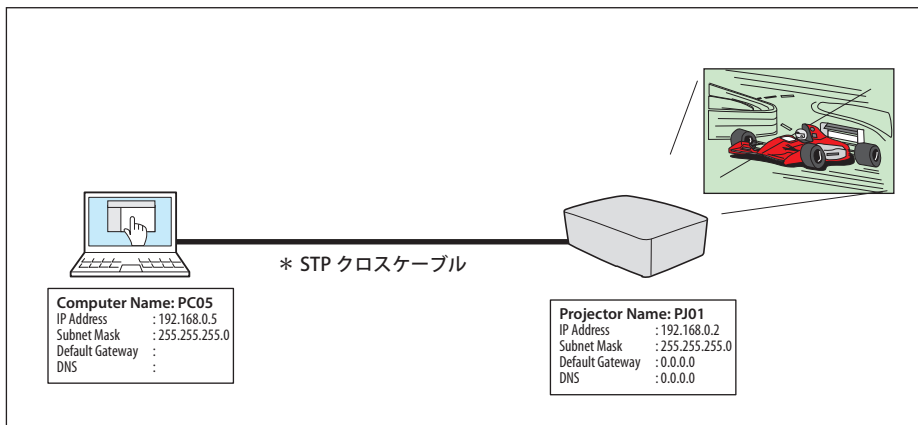 ＊ STP クロスケーブル
Computer Name: PC05
IP Address : 192.168.0.5
Subnet Mask : 255.255.255.0
Default Gateway :
DNS :
Projector Name: PJ01
IP Address : 192.168.0.2
Subnet Mask : 255.255.255.0
Default Gateway : 0.0.0.0
DNS : 0.0.0.0